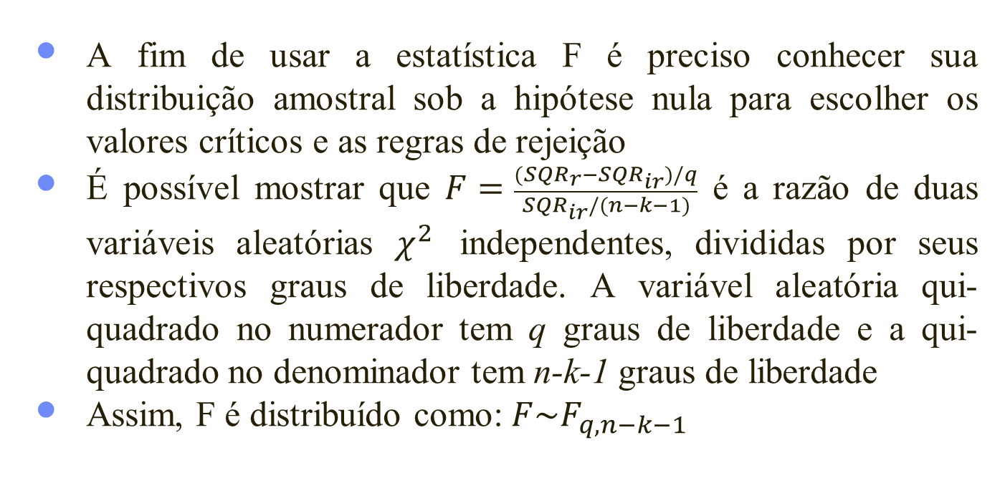 • A fim de usar a estatística F é preciso conhecer sua
distribuição amostral sob a hipótese nula para escolher os
valores críticos e as regras de rejeição
• É possível mostrar que $F = \frac{(SQR_r - SQR_{ir})/q}{SQR_{ir}/(n-k-1)}$ é a razão de duas
variáveis aleatórias $\chi^2$ independentes, divididas por seus
respectivos graus de liberdade. A variável aleatória qui-
quadrado no numerador tem q graus de liberdade e a qui-
quadrado no denominador tem n-k-1 graus de liberdade
• Assim, F é distribuído como: $F \sim F_{q,n-k-1}$